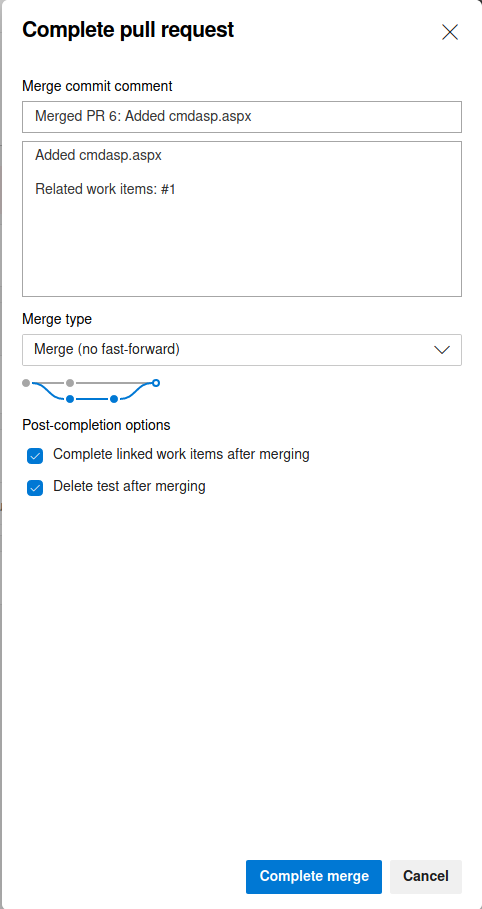 Complete pull request
Merge commit comment
Merged PR 6: Added cmdasp.aspx
Added cmdasp.aspx
Related work items: #1
Merge type
Merge (no fast-forward)
Post-completion options
Complete linked work items after merging
Delete test after merging
Complete merge
Cancel